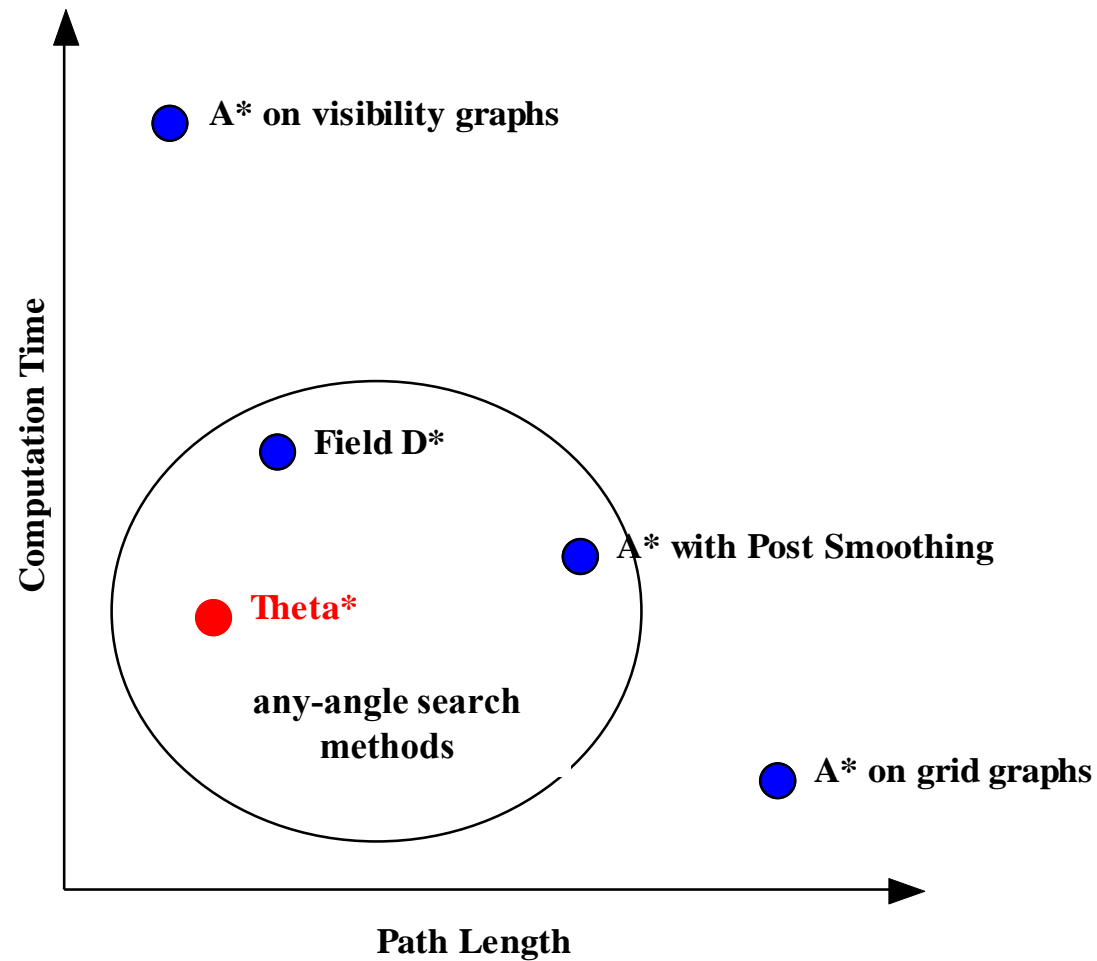 A* on visibility graphs
Computation Time
Field D*
A* with Post Smoothing
Theta*
any-angle search
methods
A* on grid graphs
Path Length